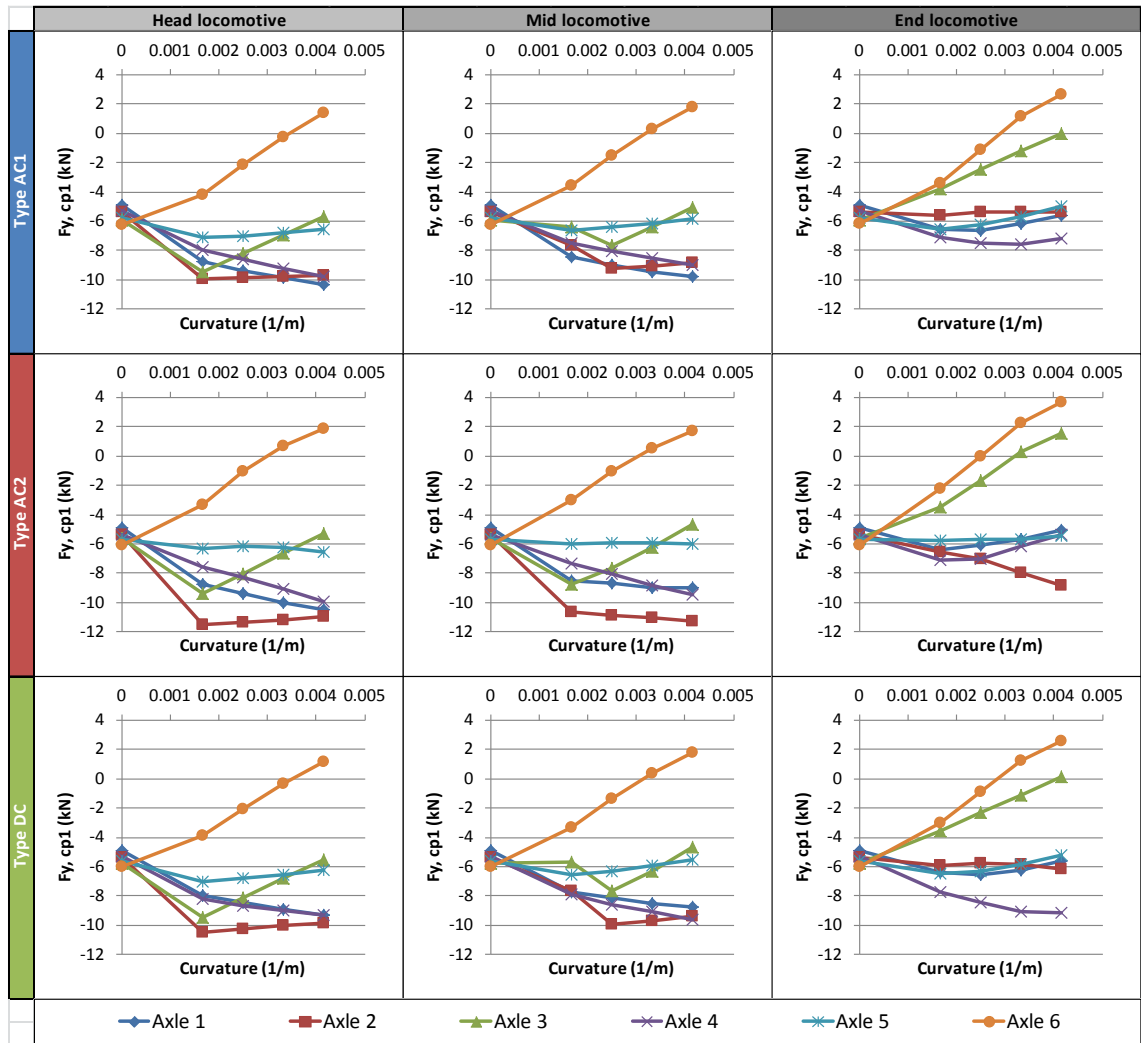 Head locomotive Mid locomotive End locomotive
Type AC1
0 0.001 0.002 0.003 0.004 0.005
4
2
0
-2
-4
-6
-8
-10
-12
Fy, cp1 (kN)
Curvature (1/m)
0 0.001 0.002 0.003 0.004 0.005
4
2
0
-2
-4
-6
-8
-10
-12
Fy, cp1 (kN)
Curvature (1/m)
0 0.001 0.002 0.003 0.004 0.005
4
2
0
-2
-4
-6
-8
-10
-12
Fy, cp1 (kN)
Curvature (1/m)
Type AC2
0 0.001 0.002 0.003 0.004 0.005
4
2
0
-2
-4
-6
-8
-10
-12
Fy, cp1 (kN)
Curvature (1/m)
0 0.001 0.002 0.003 0.004 0.005
4
2
0
-2
-4
-6
-8
-10
-12
Fy, cp1 (kN)
Curvature (1/m)
0 0.001 0.002 0.003 0.004 0.005
4
2
0
-2
-4
-6
-8
-10
-12
Fy, cp1 (kN)
Curvature (1/m)
Type DC
0 0.001 0.002 0.003 0.004 0.005
4
2
0
-2
-4
-6
-8
-10
-12
Fy, cp1 (kN)
Curvature (1/m)
0 0.001 0.002 0.003 0.004 0.005
4
2
0
-2
-4
-6
-8
-10
-12
Fy, cp1 (kN)
Curvature (1/m)
0 0.001 0.002 0.003 0.004 0.005
4
2
0
-2
-4
-6
-8
-10
-12
Fy, cp1 (kN)
Curvature (1/m)
Axle 1 Axle 2 Axle 3 Axle 4 Axle 5 Axle 6